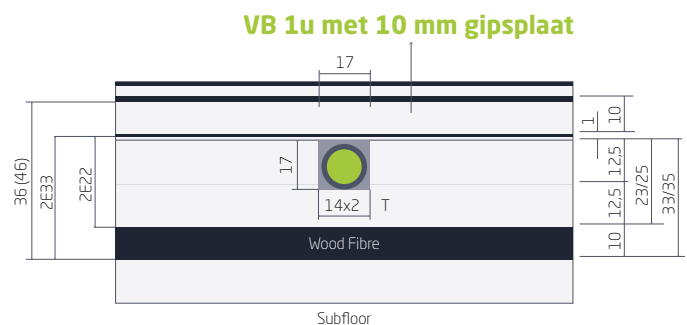 VB 1u met 10 mm gipsplaat
17
36 (46)
2E33
2E22
17
14x2 T
1
10
12,5
12,5
10
23/25
33/35
Wood Fibre
Subfloor